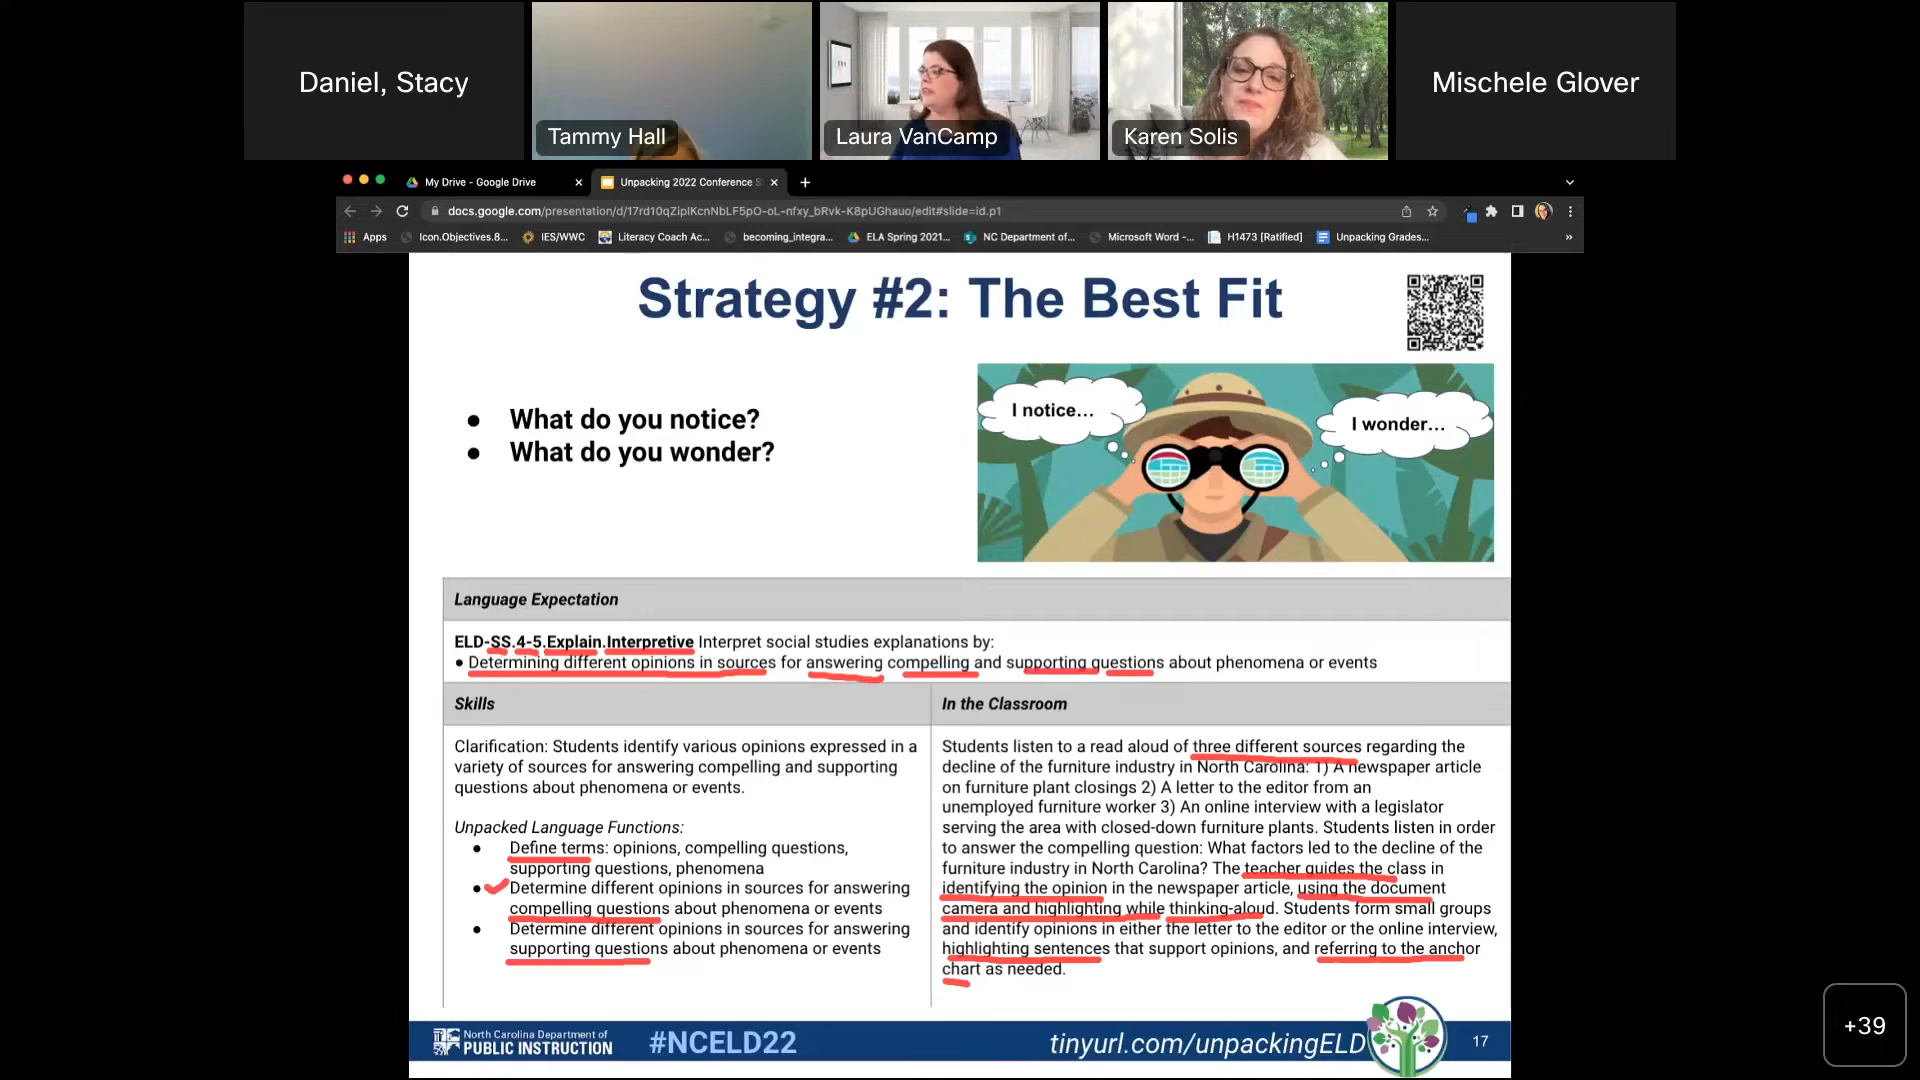 Daniel, Stacy
Tammy Hall
Laura VanCamp
Karen Solis
Mischele Glover
My Drive - Google Drive
Unpacking 2022 Conference S
docs.google.com/presentation/d/17rd10qZiplKcnNbLF5pO-oL-nfxy_bRvk-K8pUGhauo/edit#slide=id.p1
Apps
Icon.Objectives.8...
IES/WWC
Literacy Coach Ac...
becoming_integra...
ELA Spring 2021...
NC Department of...
Microsoft Word -...
H1473 [Ratified]
Unpacking Grades...
»
Strategy #2: The Best Fit
● What do you notice?
● What do you wonder?
I notice...
I wonder...
Language Expectation
ELD-SS.4-5.Explain.Interpretive Interpret social studies explanations by:
● Determining different opinions in sources for answering compelling and supporting questions about phenomena or events
Skills
Clarification: Students identify various opinions expressed in a
variety of sources for answering compelling and supporting
questions about phenomena or events.
Unpacked Language Functions:
● Define terms: opinions, compelling questions,
supporting questions, phenomena
● Determine different opinions in sources for answering
compelling questions about phenomena or events
● Determine different opinions in sources for answering
supporting questions about phenomena or events
In the Classroom
Students listen to a read aloud of three different sources regarding the
decline of the furniture industry in North Carolina: 1) A newspaper article
on furniture plant closings 2) A letter to the editor from an
unemployed furniture worker 3) An online interview with a legislator
serving the area with closed-down furniture plants. Students listen in order
to answer the compelling question: What factors led to the decline of the
furniture industry in North Carolina? The teacher guides the class in
identifying the opinion in the newspaper article, using the document
camera and highlighting while thinking-aloud. Students form small groups
and identify opinions in either the letter to the editor or the online interview,
highlighting sentences that support opinions, and referring to the anchor
chart as needed.
North Carolina Department of
PUBLIC INSTRUCTION
#NCELD22
tinyurl.com/unpackingELD
17
+39